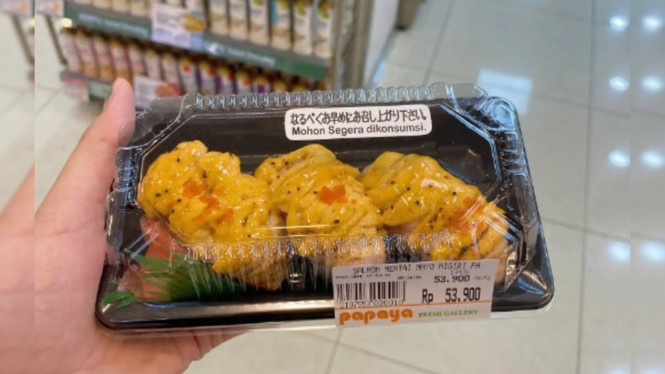 なるべくお早めにお召し上がり下さい。
Mohon Segera dikonsumsi.
SALMON MENTAI MAYO NIGIRI PA
53.900
Rp 53.900
papaya FRESH GALLERY